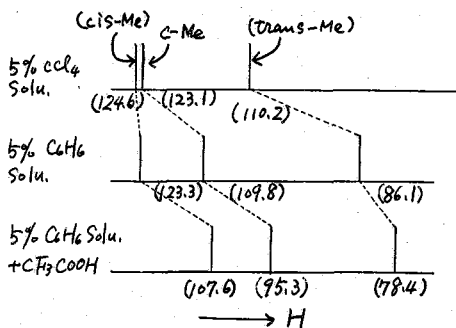 (cis-Me) c-Me (trans-Me)
5% CCl4
Solu.
(124.6) (123.1) (110.2)
5% C6H6
Solu.
(123.3) (109.8) (86.1)
5% C6H6 Solu.
+CF3COOH
(107.6) (95.3) (78.4)
H